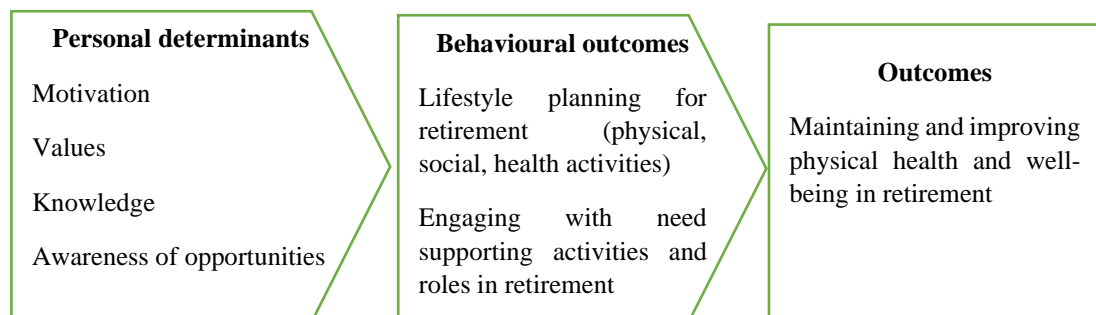 Personal determinants
Motivation
Values
Knowledge
Awareness of opportunities
Behavioural outcomes
Lifestyle planning for
retirement (physical,
social, health activities)
Engaging with need
supporting activities and
roles in retirement
Outcomes
Maintaining and improving
physical health and well-
being in retirement